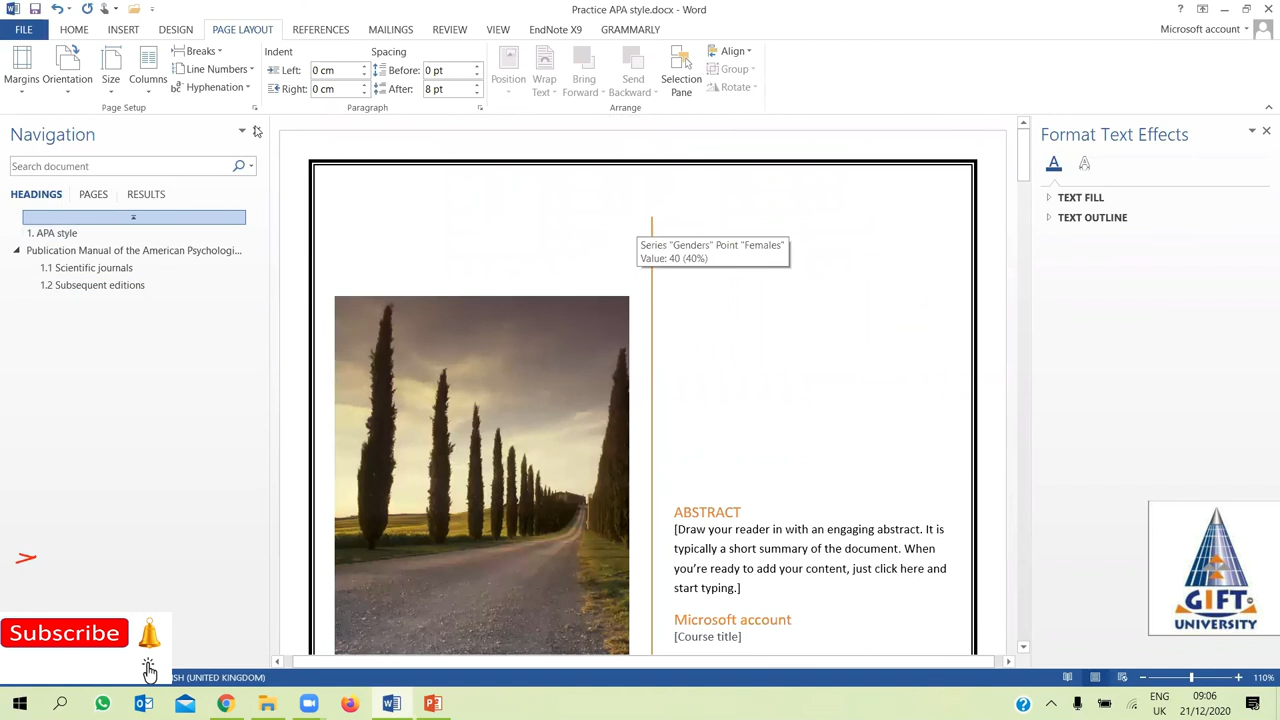 Practice APA style.docx - Word
FILE
HOME
INSERT
DESIGN
PAGE LAYOUT
REFERENCES
MAILINGS
REVIEW
VIEW
EndNote X9
GRAMMARLY
Microsoft account
Margins
Orientation
Size
Columns
Breaks
Line Numbers
Hyphenation
Page Setup
Indent
Left: 0 cm
Right: 0 cm
Spacing
Before: 0 pt
After: 8 pt
Paragraph
Position
Wrap
Text
Bring
Forward
Send
Backward
Selection
Pane
Align
Group
Rotate
Arrange
Navigation
Search document
HEADINGS
PAGES
RESULTS
1. APA style
Publication Manual of the American Psychologi...
1.1 Scientific journals
1.2 Subsequent editions
Series "Genders" Point "Females"
Value: 40 (40%)
ABSTRACT
[Draw your reader in with an engaging abstract. It is
typically a short summary of the document. When
you're ready to add your content, just click here and
start typing.]
Microsoft account
[Course title]
Format Text Effects
TEXT FILL
TEXT OUTLINE
GIFT
UNIVERSITY
Subscribe
SH (UNITED KINGDOM)
110%
ENG
UK
09:06
21/12/2020